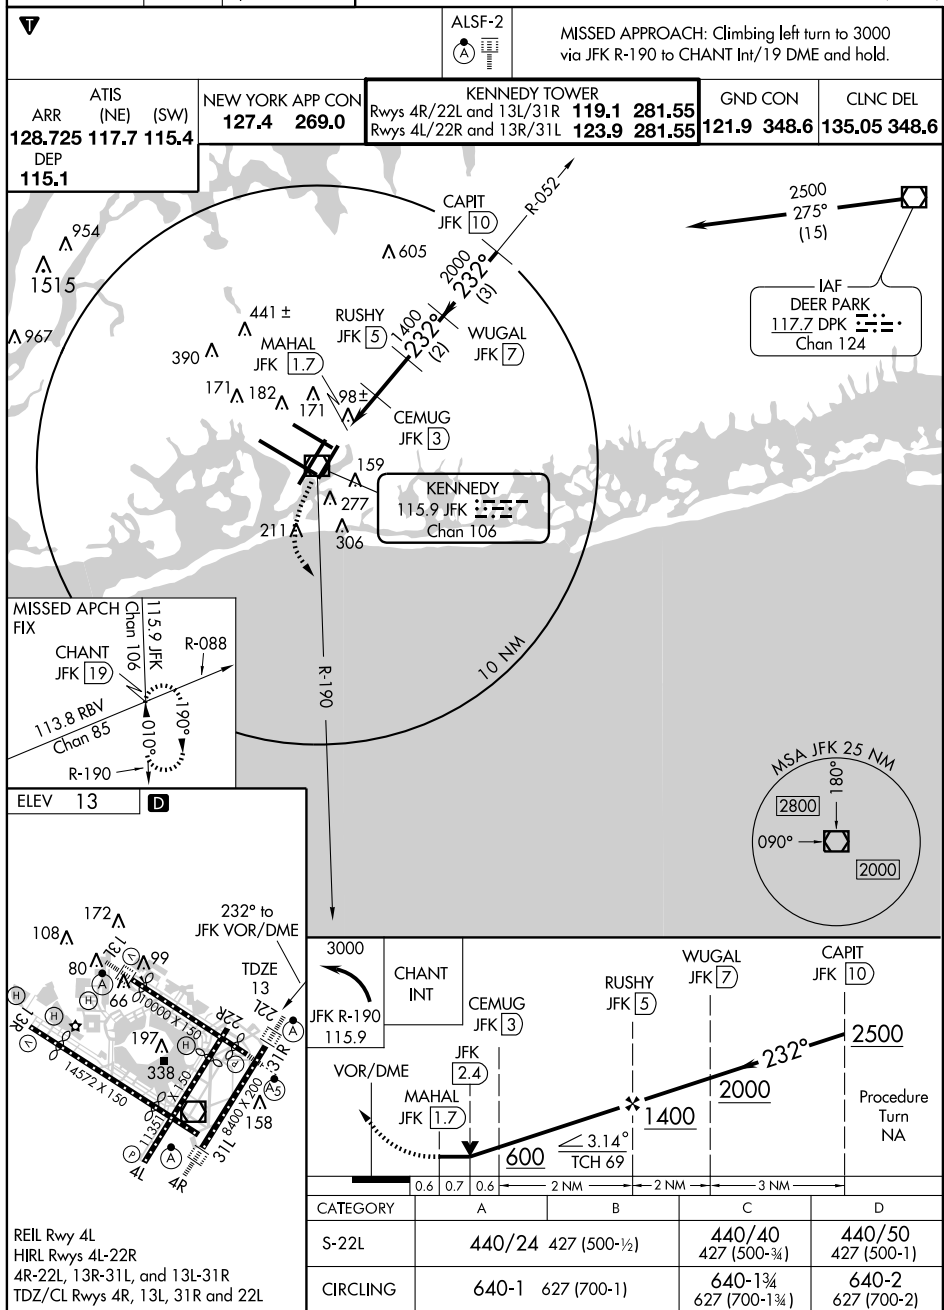 ALSF-2
A
MISSED APPROACH: Climbing left turn to 3000
via JFK R-190 to CHANT Int/19 DME and hold.
T
ATIS
ARR (NE) (SW)
128.725 117.7 115.4
DEP
115.1
NEW YORK APP CON
127.4 269.0
KENNEDY TOWER
Rwys 4R/22L and 13L/31R 119.1 281.55
Rwys 4L/22R and 13R/31L 123.9 281.55
GND CON
121.9 348.6
CLNC DEL
135.05 348.6
CAPIT
JFK 10
R-052
2500
275°
(15)
IAF
DEER PARK
117.7 DPK
Chan 124
954
1515
967
605
2000
232°
(3)
441 ±
RUSHY
JFK 5
1400
232°
(2)
WUGAL
JFK 7
390
MAHAL
JFK 1.7
171
182
171
98±
CEMUG
JFK 3
159
KENNEDY
115.9 JFK
Chan 106
277
211
306
R-190
10 NM
MISSED APCH
FIX
115.9 JFK
Chan 106
CHANT
JFK 19
R-088
113.8 RBV
Chan 85
190°
010°
R-190
MSA JFK 25 NM
180°
2800
090°
2000
ELEV 13
D
232° to
JFK VOR/DME
TDZE
13
172
108
80
99
66
13L
V
A
H
H
H
13R
V
10000 X 150
22R
22L
A
197
338
P
31R
A5
14572 X 150
11351 X 150
8400 X 200
158
P
4L
A
4R
31L
REIL Rwy 4L
HIRL Rwys 4L-22R
4R-22L, 13R-31L, and 13L-31R
TDZ/CL Rwys 4R, 13L, 31R and 22L
3000
JFK R-190
115.9
CHANT
INT
VOR/DME
MAHAL
JFK 1.7
JFK
2.4
CEMUG
JFK 3
RUSHY
JFK 5
WUGAL
JFK 7
CAPIT
JFK 10
2500
232°
2000
1400
600
3.14°
TCH 69
Procedure
Turn
NA
0.6 0.7 0.6 2 NM 2 NM 3 NM
CATEGORY A B C D
S-22L 440/24 427 (500-½) 440/40 427 (500-¾) 440/50 427 (500-1)
CIRCLING 640-1 627 (700-1) 640-1¾ 627 (700-1¾) 640-2 627 (700-2)